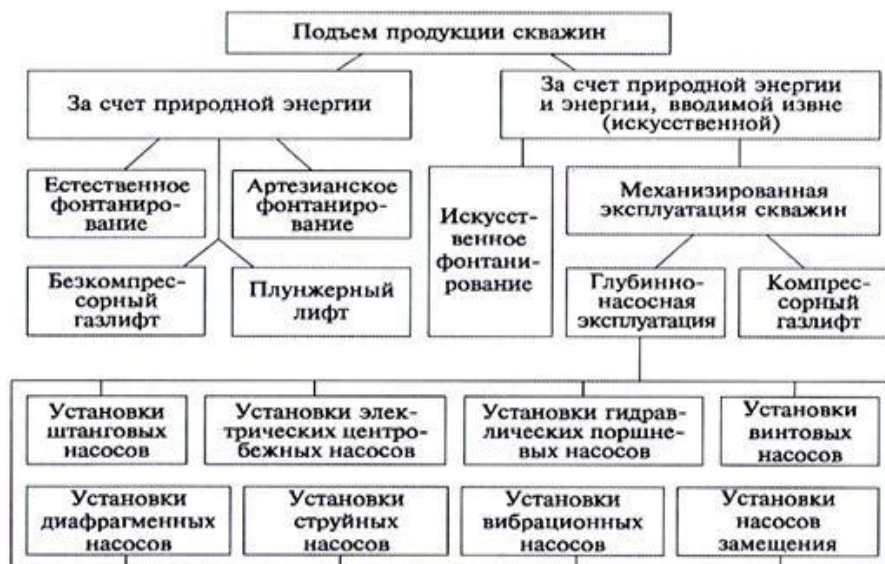 Подъем продукции скважин
За счет природной энергии
За счет природной энергии
и энергии, вводимой извне
(искусственной)
Естественное
фонтаниро-
вание
Артезианское
фонтаниро-
вание
Искусст-
венное
фонтани-
рование
Механизированная
эксплуатация скважин
Безкомпрес-
сорный
газлифт
Плунжерный
лифт
Глубинно-
насосная
эксплуатация
Компрес-
сорный
газлифт
Установки
штанговых
насосов
Установки элек-
трических центро-
бежных насосов
Установки гидрав-
лических поршне-
вых насосов
Установки
винтовых
насосов
Установки
диафрагменных
насосов
Установки
струйных
насосов
Установки
вибрационных
насосов
Установки
насосов
замещения